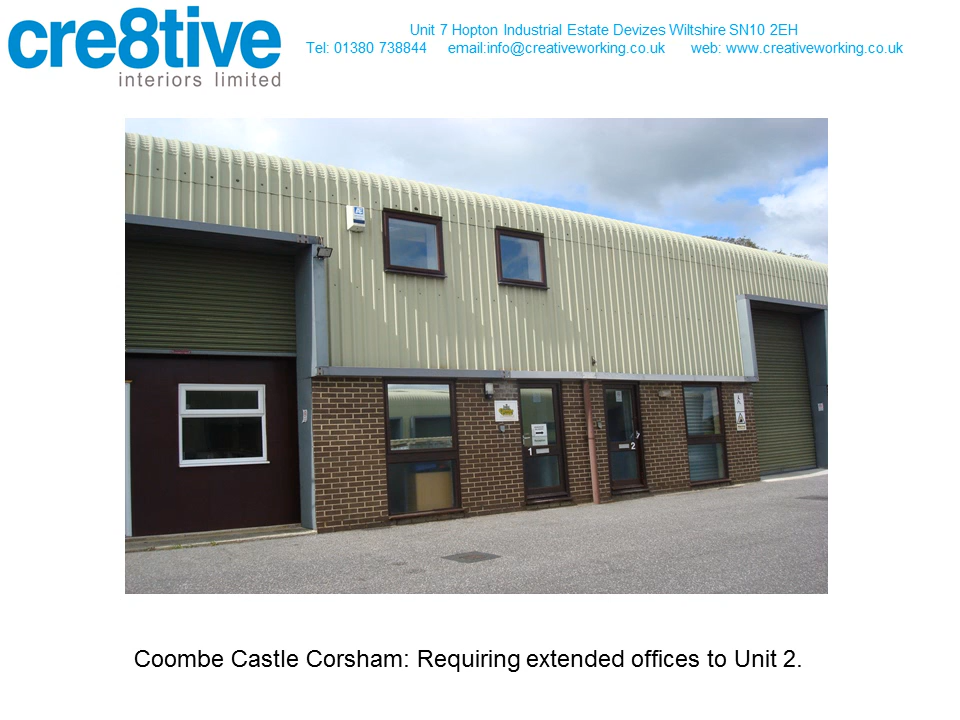 cre8tive
interiors limited
Unit 7 Hopton Industrial Estate Devizes Wiltshire SN10 2EH
Tel: 01380 738844 email:info@creativeworking.co.uk web: www.creativeworking.co.uk
1
2
Coombe Castle Corsham: Requiring extended offices to Unit 2.